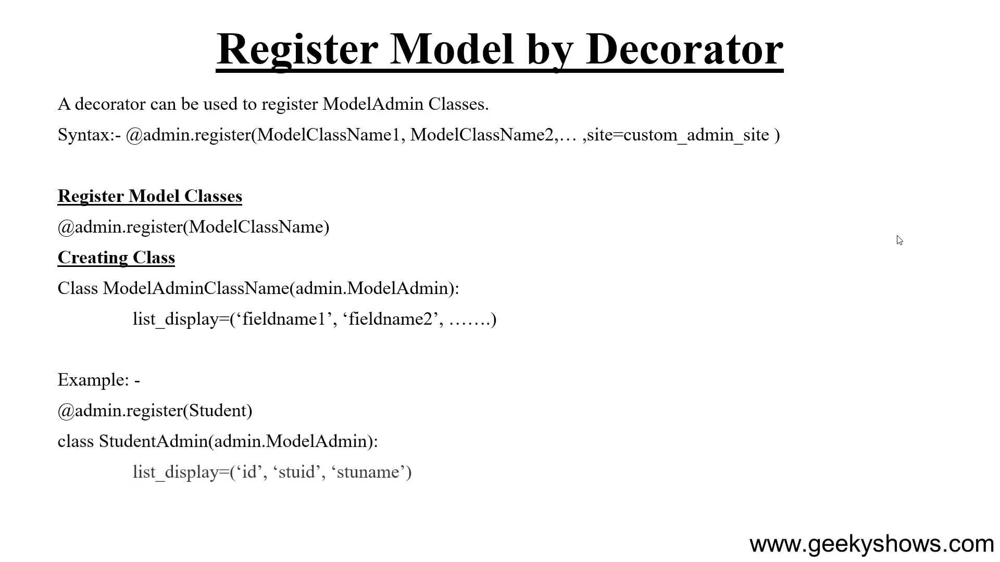 Register Model by Decorator
A decorator can be used to register ModelAdmin Classes.
Syntax:- @admin.register(ModelClassName1, ModelClassName2,… ,site=custom_admin_site )
Register Model Classes
@admin.register(ModelClassName)
Creating Class
Class ModelAdminClassName(admin.ModelAdmin):
list_display=(‘fieldname1’, ‘fieldname2’, …….)
Example: -
@admin.register(Student)
class StudentAdmin(admin.ModelAdmin):
list_display=(‘id’, ‘stuid’, ‘stuname’)
www.geekyshows.com